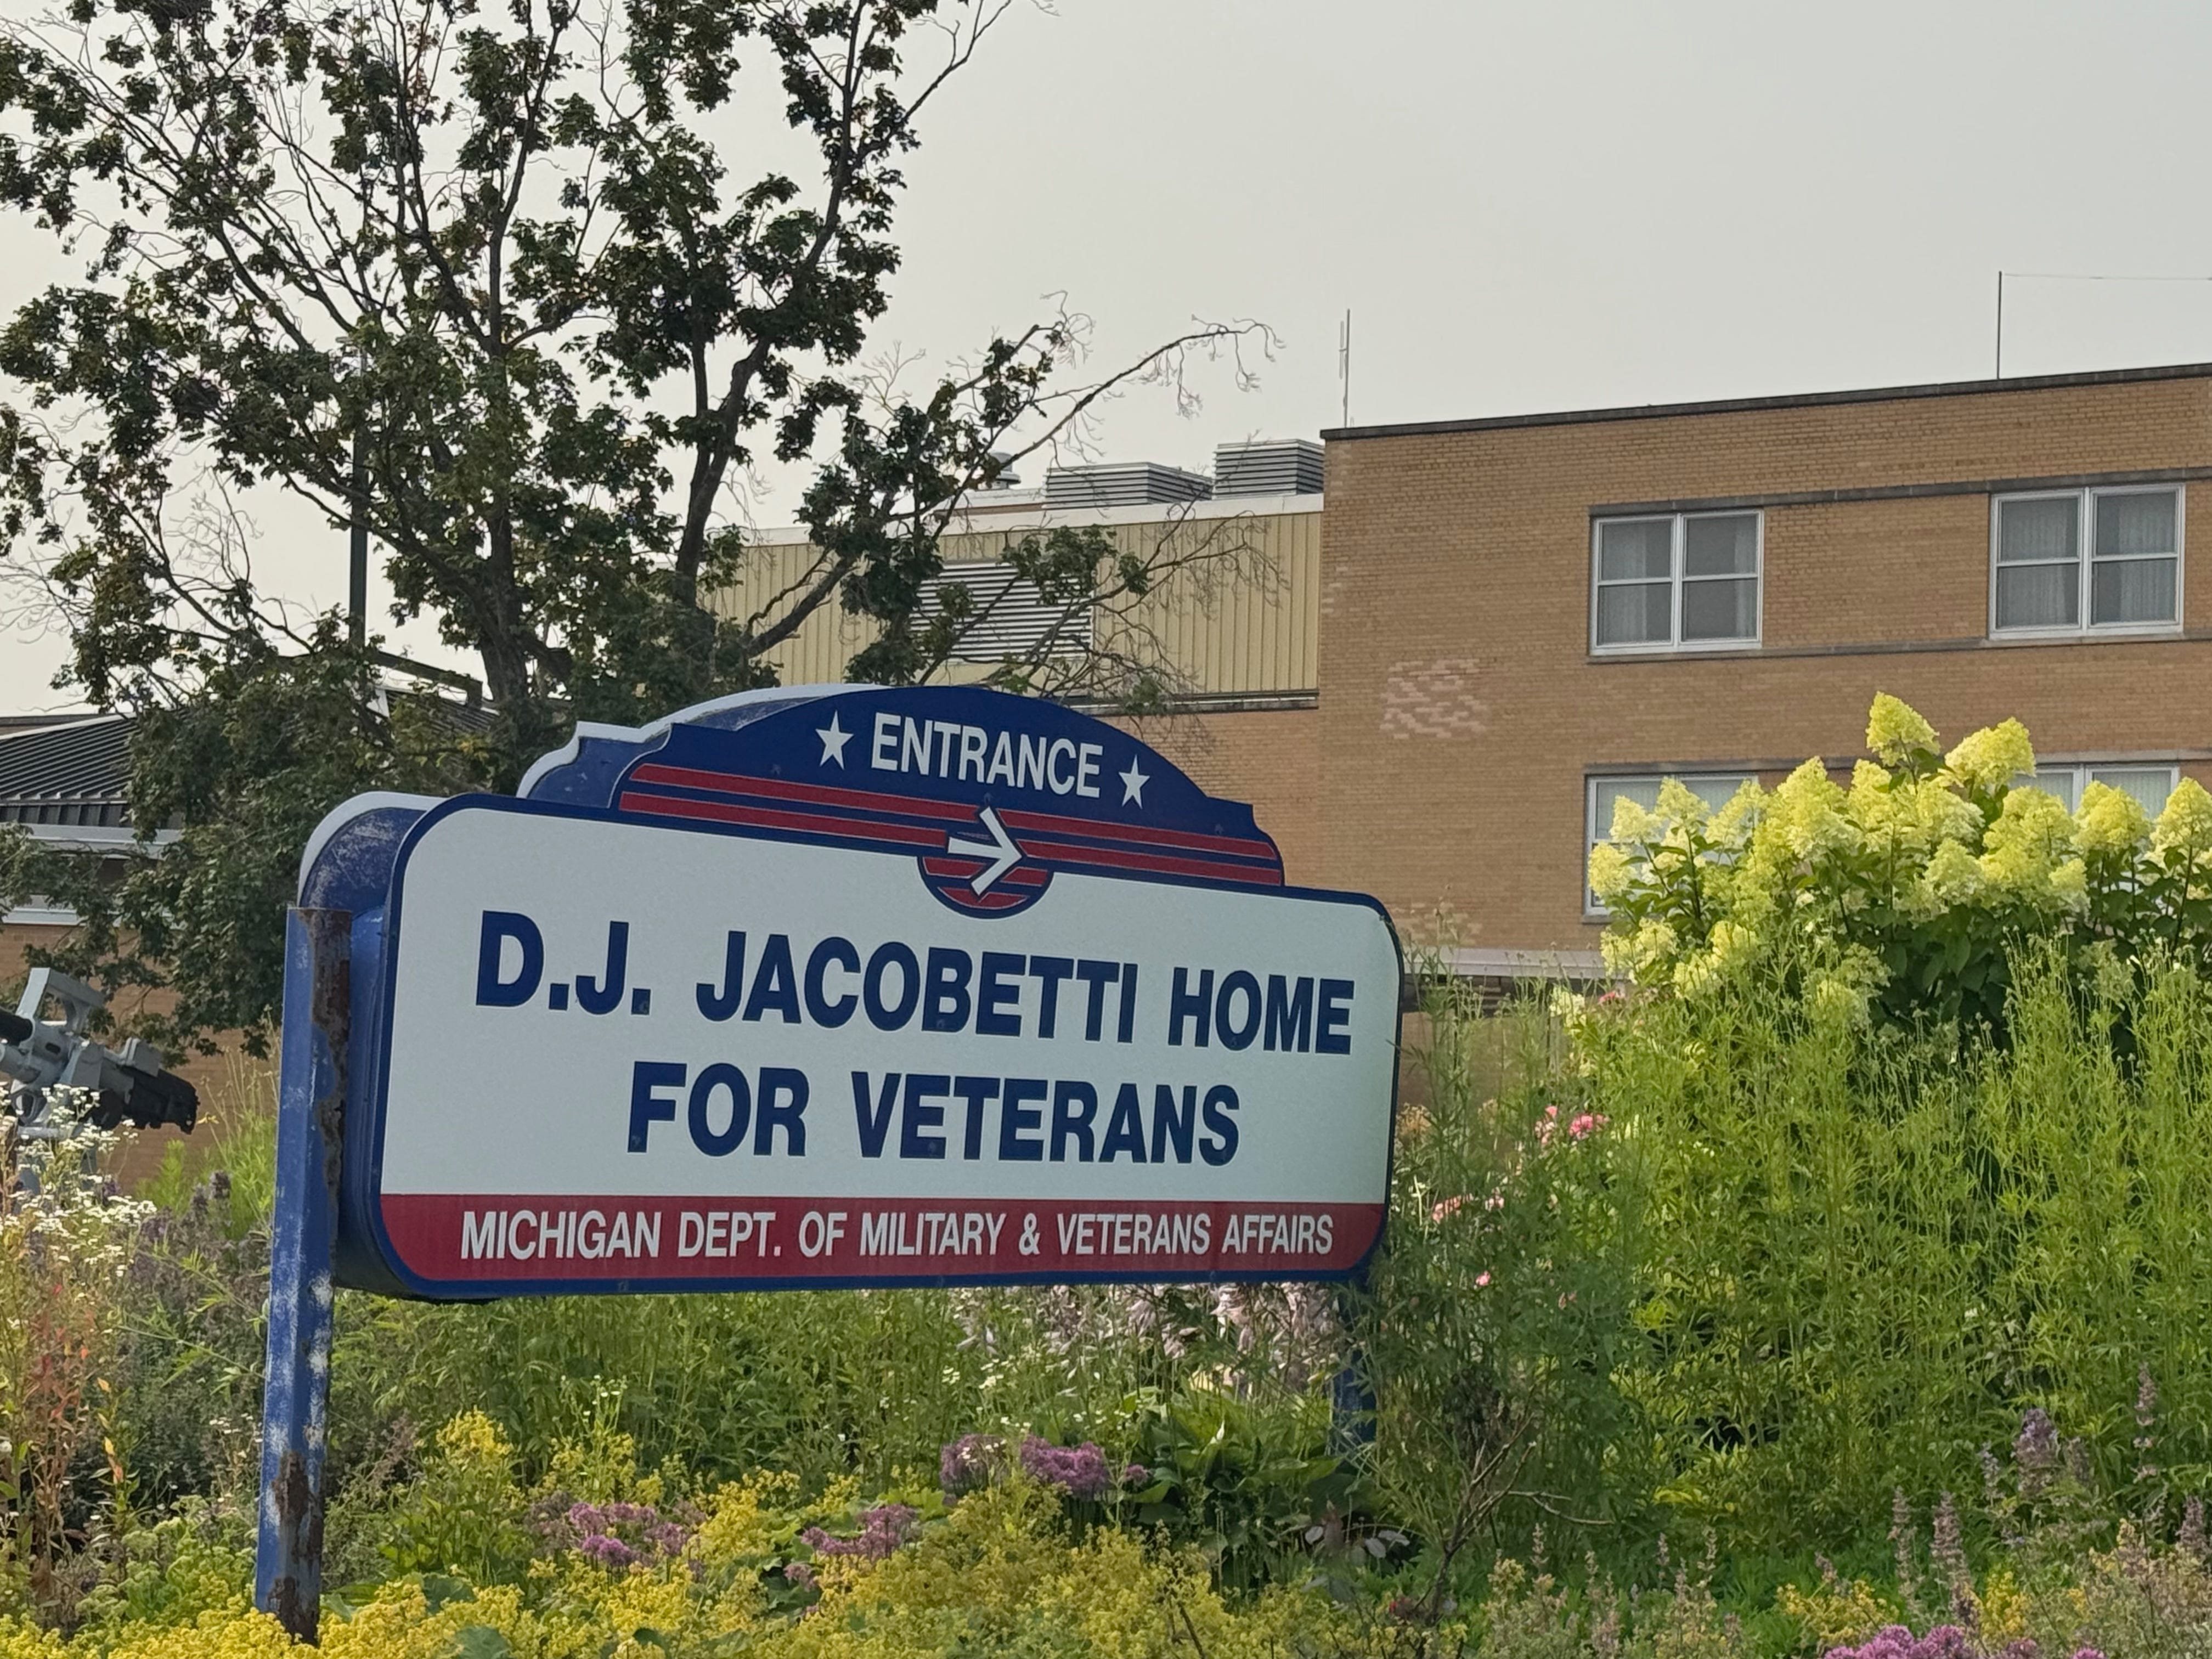 ENTRANCE
D.J. JACOBETTI HOME
FOR VETERANS
MICHIGAN DEPT. OF MILITARY & VETERANS AFFAIRS